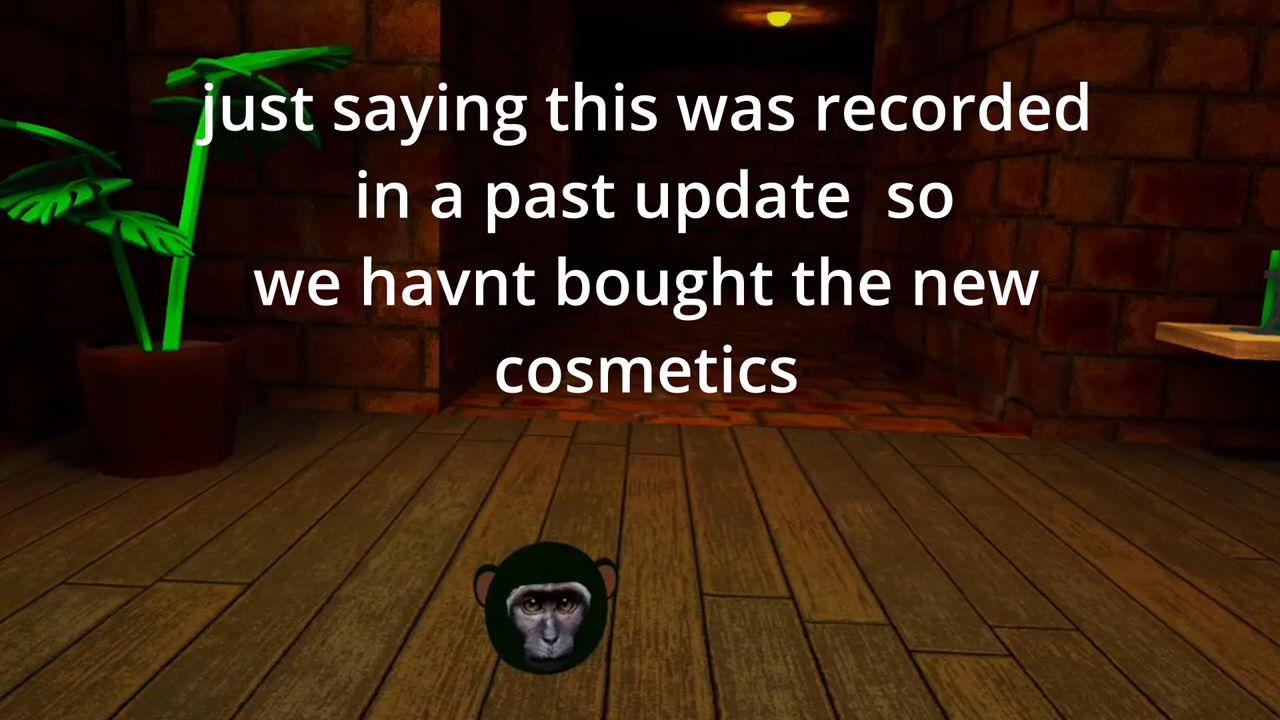 just saying this was recorded
in a past update  so
we havnt bought the new
cosmetics